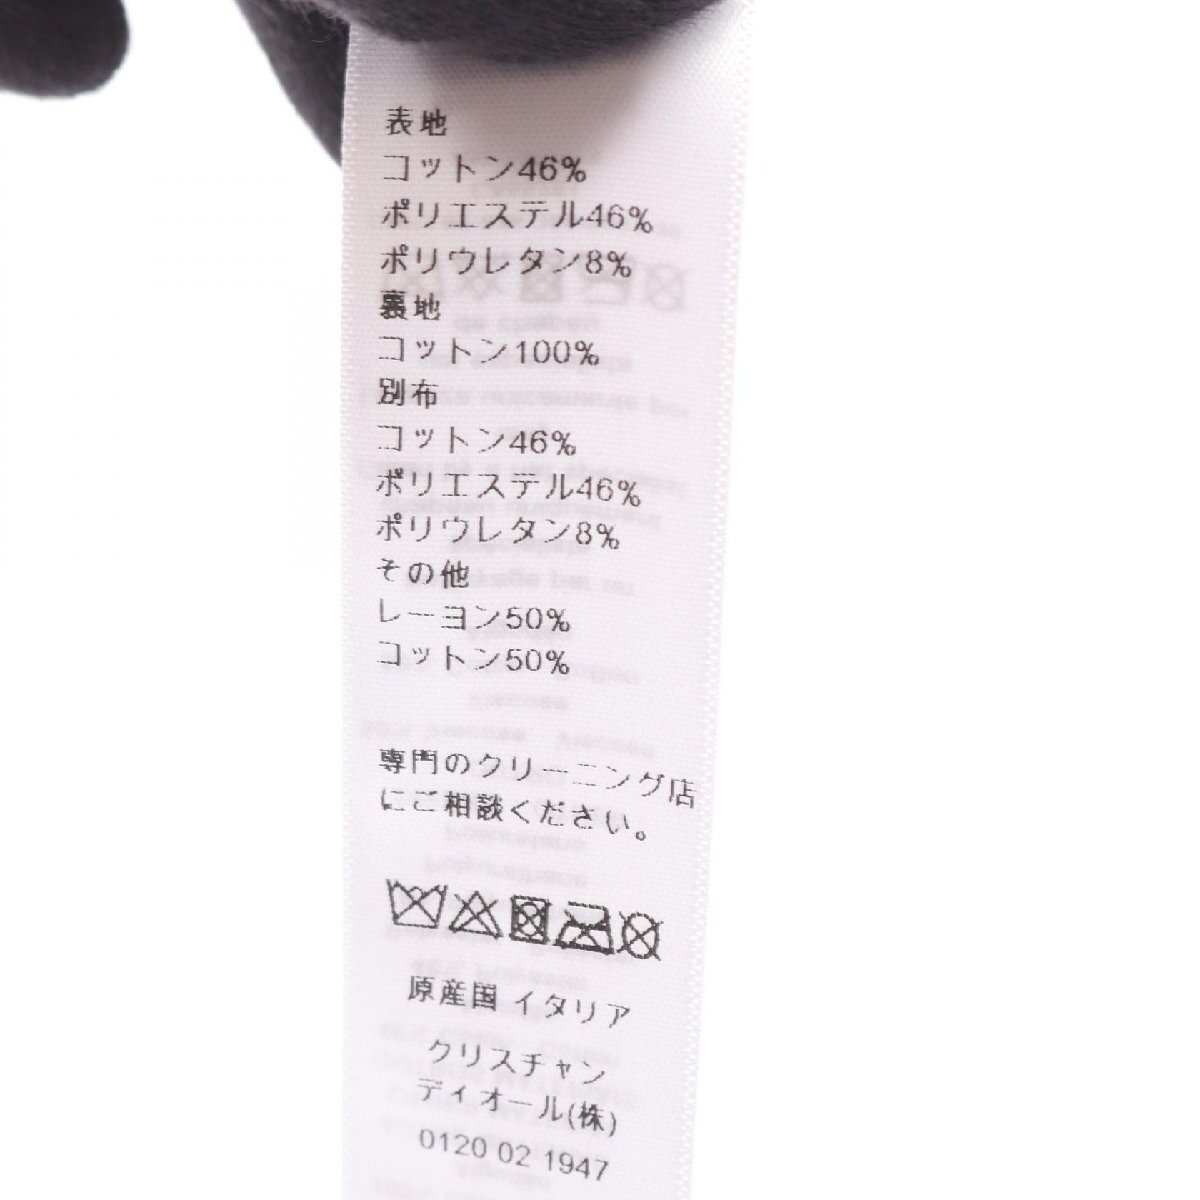 表地
コットン46%
ポリエステル46%
ポリウレタン8%
裏地
コットン100%
別布
コットン46%
ポリエステル46%
ポリウレタン8%
その他
レーヨン50%
コットン50%
専門のクリーニング店
にご相談ください。
原産国 イタリア
クリスチャン
ディオール(株)
0120 02 1947